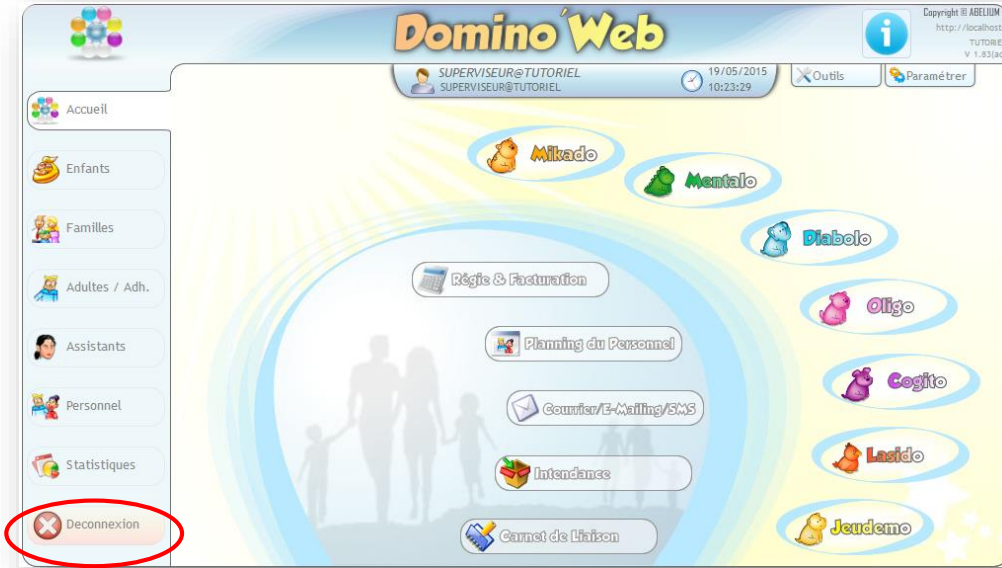 Domino'Web
Copyright © ABELIUM
http://localhost
TUTORIE
V 1.83(ac
SUPERVISEUR@TUTORIEL
SUPERVISEUR@TUTORIEL
19/05/2015
10:23:29
Outils
Paramétrer
Accueil
Enfants
Familles
Adultes / Adh.
Assistants
Personnel
Statistiques
Deconnexion
Mikado
Mentalo
Diabolo
Oligo
Cogito
Lasido
Jeudemo
Régie & Facturation
Planning du Personnel
Courrier/E-Mailing/SMS
Intendance
Carnet de Liaison